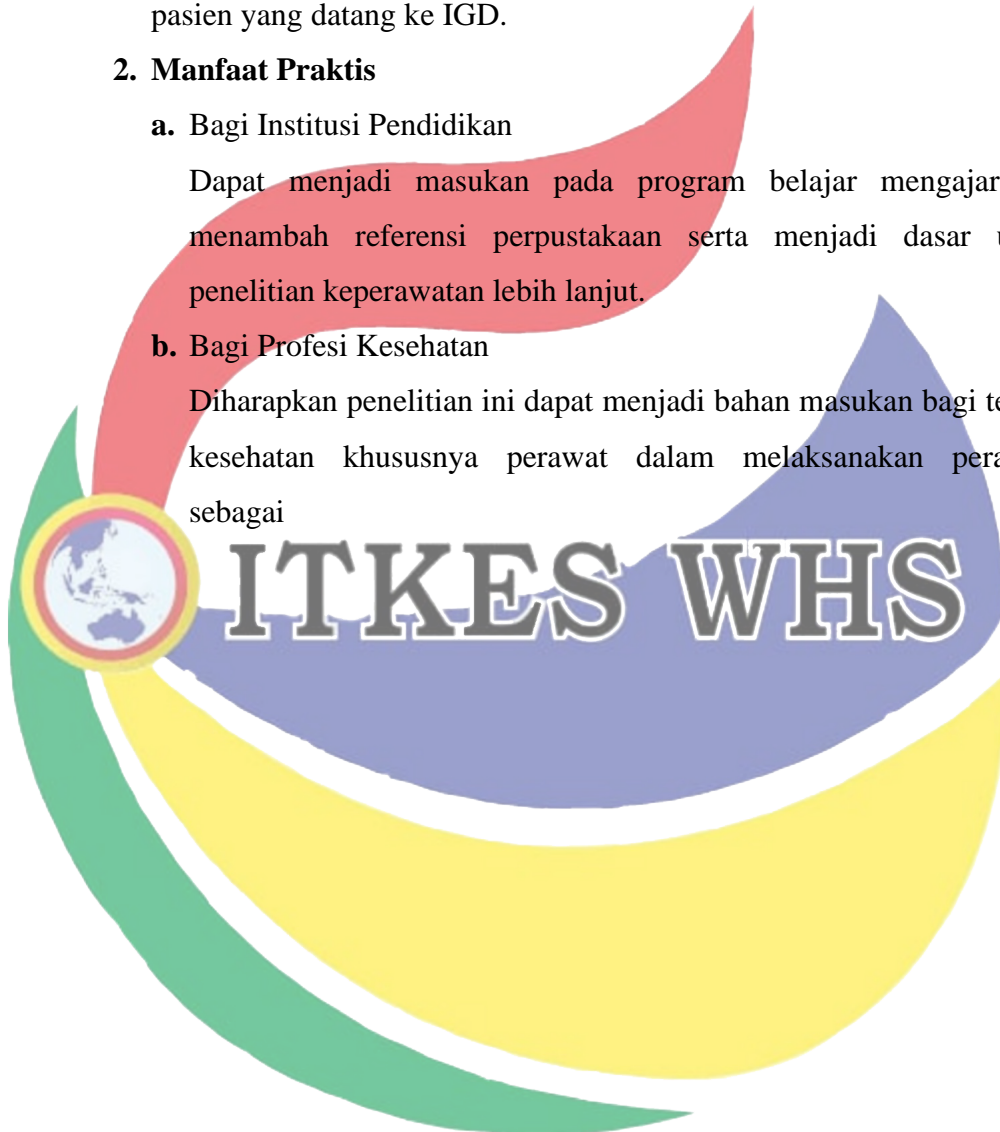 pasien yang datang ke IGD.
2. Manfaat Praktis
a. Bagi Institusi Pendidikan
Dapat menjadi masukan pada program belajar mengajar
menambah referensi perpustakaan serta menjadi dasar
penelitian keperawatan lebih lanjut.
b. Bagi Profesi Kesehatan
Diharapkan penelitian ini dapat menjadi bahan masukan bagi
kesehatan khususnya perawat dalam melaksanakan
sebagai
ITKES WHS